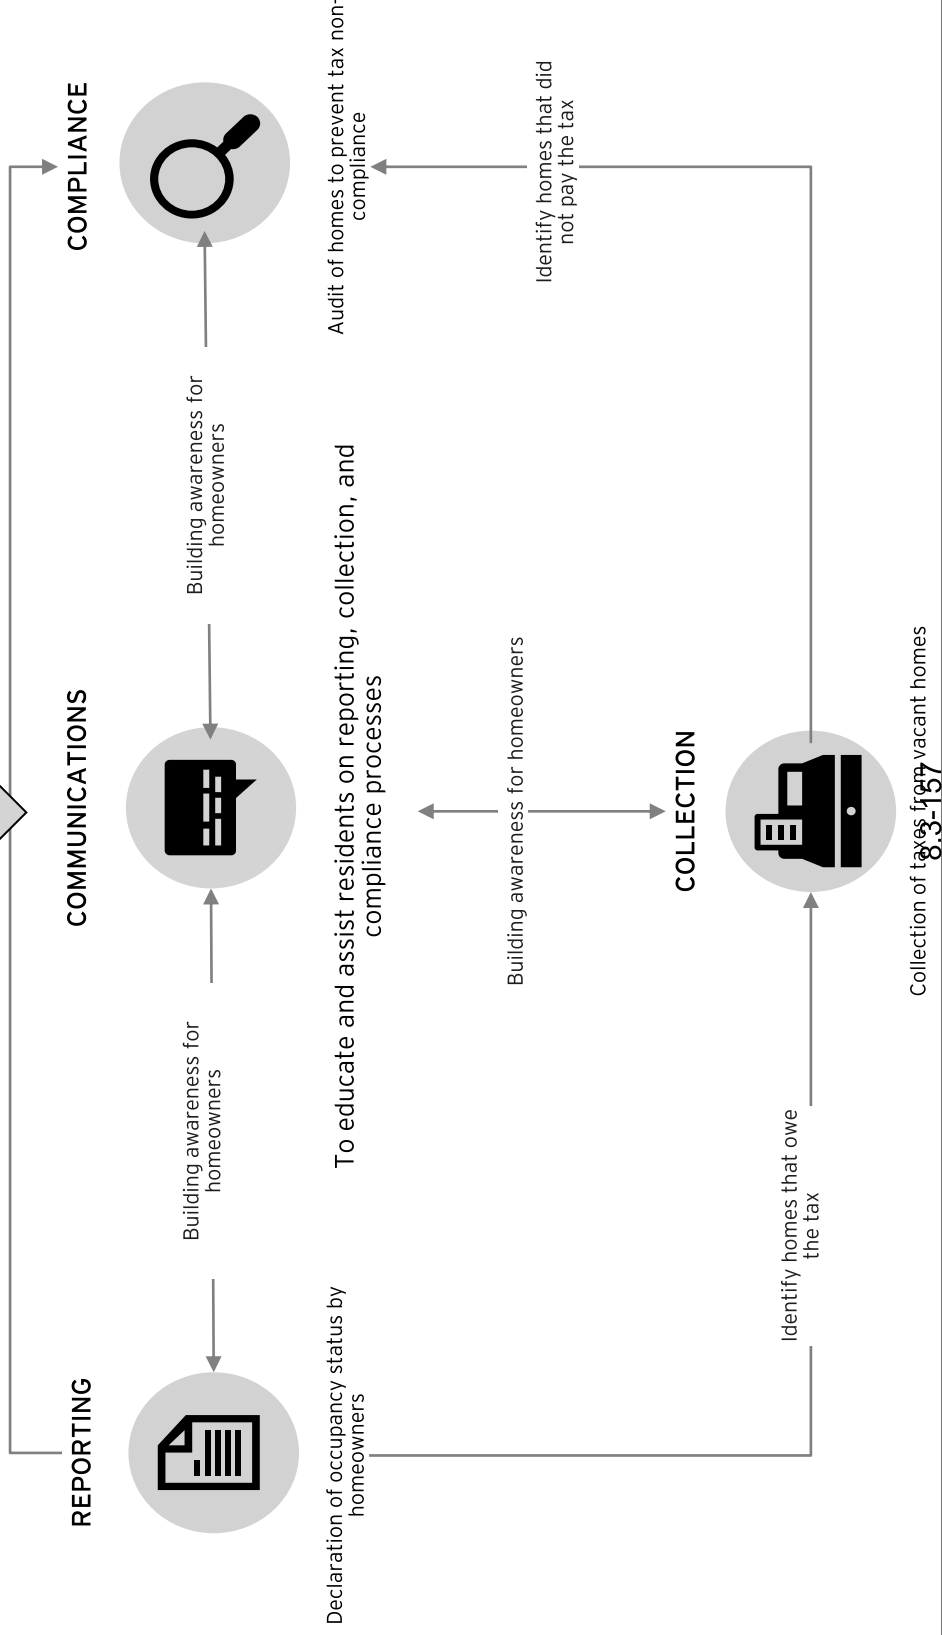 REPORTING
COMMUNICATIONS
COMPLIANCE
Building awareness for
homeowners
Building awareness for
homeowners
Declaration of occupancy status by
homeowners
To educate and assist residents on reporting, collection, and
compliance processes
Audit of homes to prevent tax non-
compliance
Building awareness for homeowners
Identify homes that did
not pay the tax
COLLECTION
Identify homes that owe
the tax
Collection of taxes from vacant homes
8.3-157